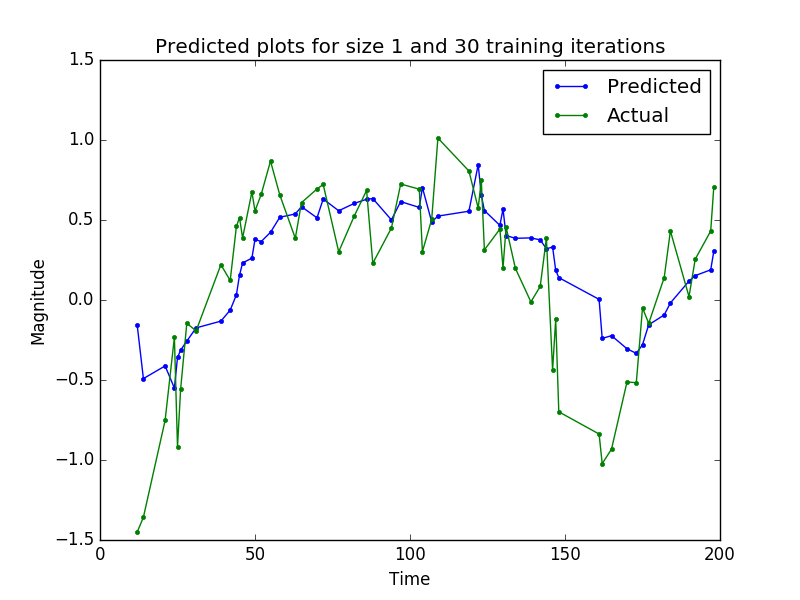 Predicted plots for size 1 and 30 training iterations
1.5
1.0
0.5
0.0
−0.5
−1.0
−1.5
Magnitude
Predicted
Actual
0
50
100
150
200
Time